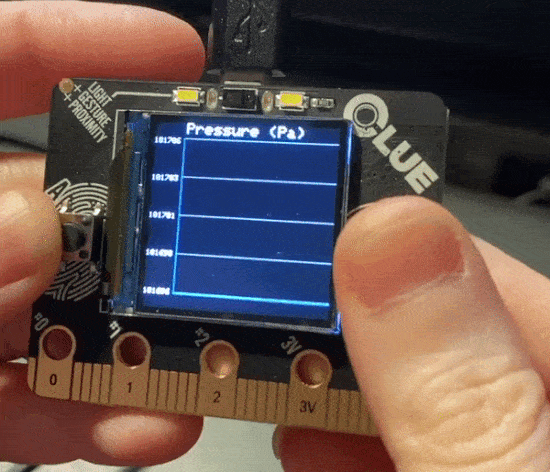 LIGHT
+ GESTURE
+ PROXIMITY
CLUE
Pressure (Pa)
101706
101703
101701
101698
101696
#0
#1
#2
3V
0
1
2
3V